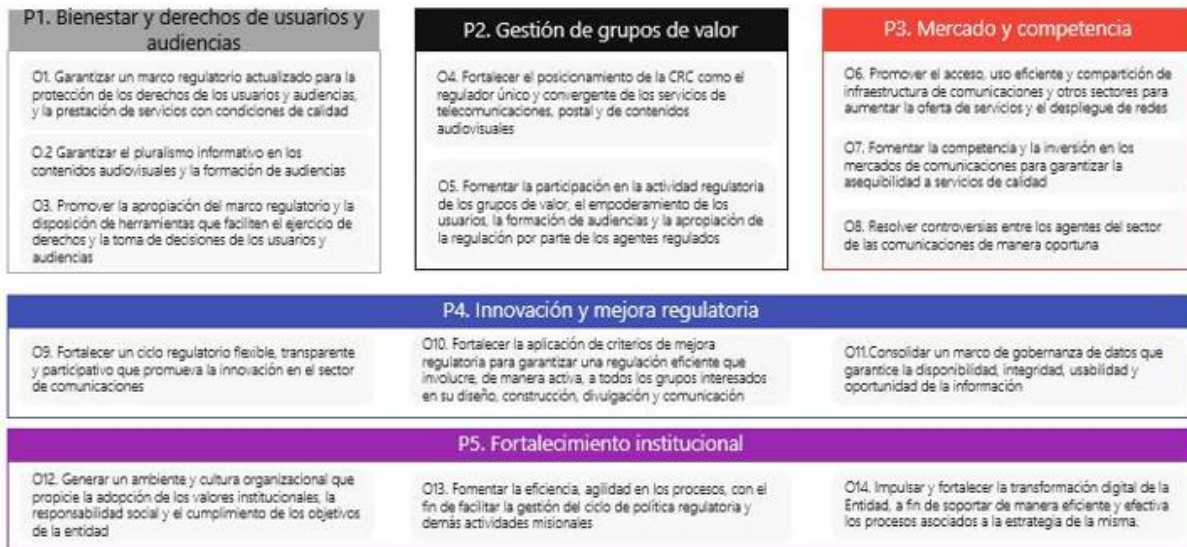 P1. Bienestar y derechos de usuarios y
audiencias
O1. Garantizar un marco regulatorio actualizado para la
protección de los derechos de los usuarios y audiencias,
y la prestación de servicios con condiciones de calidad
O.2 Garantizar el pluralismo informativo en los
contenidos audiovisuales y la formación de audiencias
O3. Promover la apropiación del marco regulatorio y la
disposición de herramientas que faciliten el ejercicio de
derechos y la toma de decisiones de los usuarios y
audiencias
P2. Gestión de grupos de valor
O4. Fortalecer el posicionamiento de la CRC como el
regulador único y convergente de los servicios de
telecomunicaciones, postal y de contenidos
audiovisuales
O5. Fomentar la participación en la actividad regulatoria
de los grupos de valor, el empoderamiento de los
usuarios, la formación de audiencias y la apropiación de
la regulación por parte de los agentes regulados
P3. Mercado y competencia
O6. Promover el acceso, uso eficiente y compartición de
infraestructura de comunicaciones y otros sectores para
aumentar la oferta de servicios y el despliegue de redes
O7. Fomentar la competencia y la inversión en los
mercados de comunicaciones para garantizar la
asequibilidad a servicios de calidad
O8. Resolver controversias entre los agentes del sector
de las comunicaciones de manera oportuna
P4. Innovación y mejora regulatoria
O9. Fortalecer un ciclo regulatorio flexible, transparente
y participativo que promueva la innovación en el sector
de comunicaciones
O10. Fortalecer la aplicación de criterios de mejora
regulatoria para garantizar una regulación eficiente que
involucre, de manera activa, a todos los grupos interesados
en su diseño, construcción, divulgación y comunicación
O11.Consolidar un marco de gobernanza de datos que
garantice la disponibilidad, integridad, usabilidad y
oportunidad de la información
P5. Fortalecimiento institucional
O12. Generar un ambiente y cultura organizacional que
propicie la adopción de los valores institucionales, la
responsabilidad social y el cumplimiento de los objetivos
de la entidad
O13. Fomentar la eficiencia, agilidad en los procesos, con el
fin de facilitar la gestión del ciclo de política regulatoria y
demás actividades misionales
O14. Impulsar y fortalecer la transformación digital de la
Entidad, a fin de soportar de manera eficiente y efectiva
los procesos asociados a la estrategia de la misma.